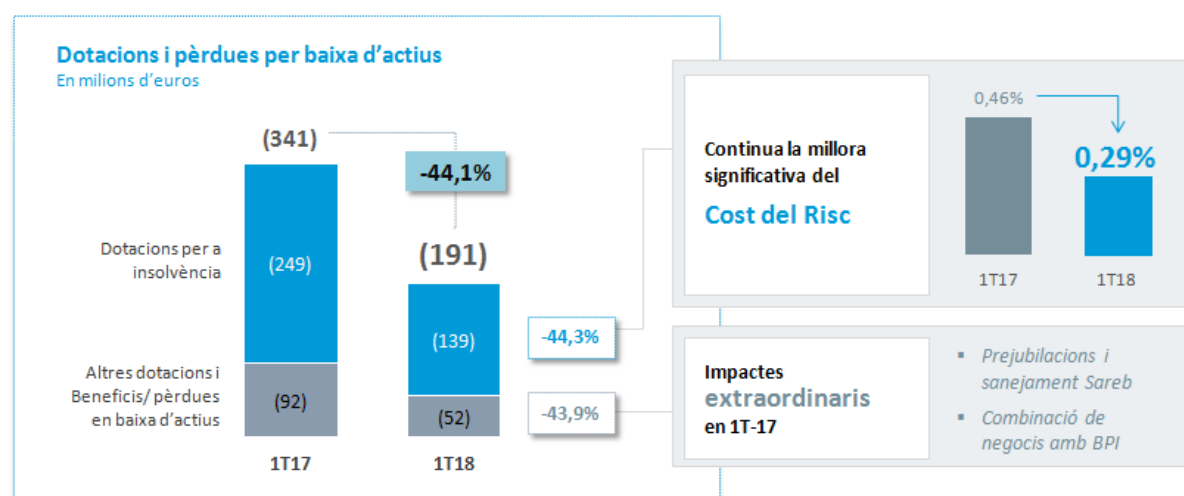 Dotacions i pèrdues per baixa d'actius
En milions d'euros
(341)
-44,1%
(191)
Dotacions per a
insolvència
(249)
(139)
-44,3%
Altres dotacions i
Beneficis/ pèrdues
en baixa d'actius
(92)
(52)
-43,9%
1T17
1T18
Continua la millora
significativa del
Cost del Risc
0,46%
0,29%
1T17
1T18
Impactes
extraordinaris
en 1T-17
▪ Prejubilacions i
sanejament Sareb
▪ Combinació de
negocis amb BPI